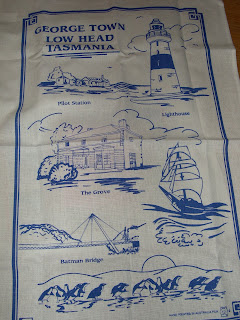 GEORGE TOWN
LOW HEAD
TASMANIA
Pilot Station
Lighthouse
The Grove
Batman Bridge